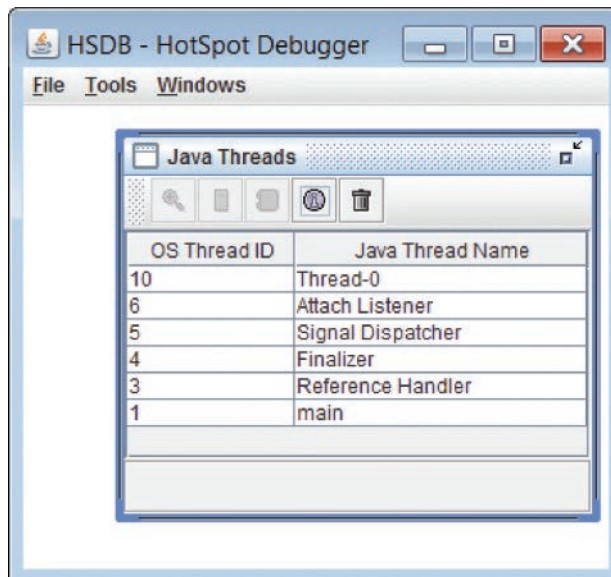 HSDB - HotSpot Debugger
File Tools Windows
Java Threads
OS Thread ID Java Thread Name
10 Thread-0
6 Attach Listener
5 Signal Dispatcher
4 Finalizer
3 Reference Handler
1 main